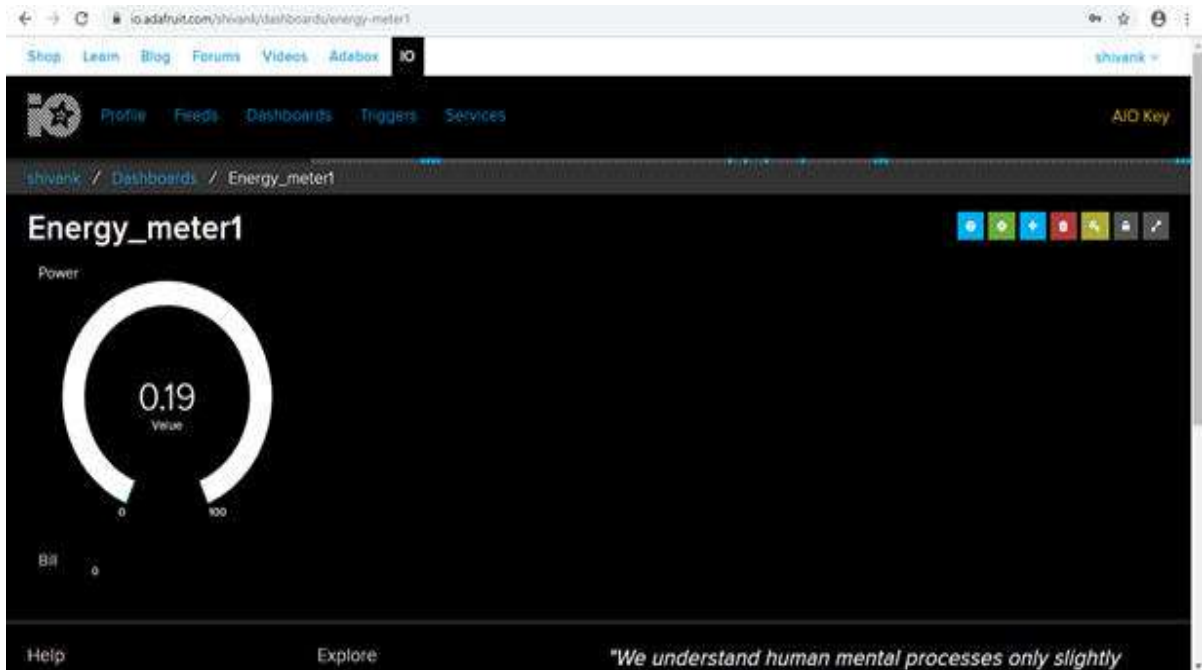 io.adafruit.com/shivank/dashboards/energy-meter1
Shop Learn Blog Forums Videos Adabox IO shivank
iO Profile Feeds Dashboards Triggers Services AIO Key
shivank / Dashboards / Energy_meter1
Energy_meter1
Power
0.19
Value
0 100
Bill 0
Help Explore "We understand human mental processes only slightly